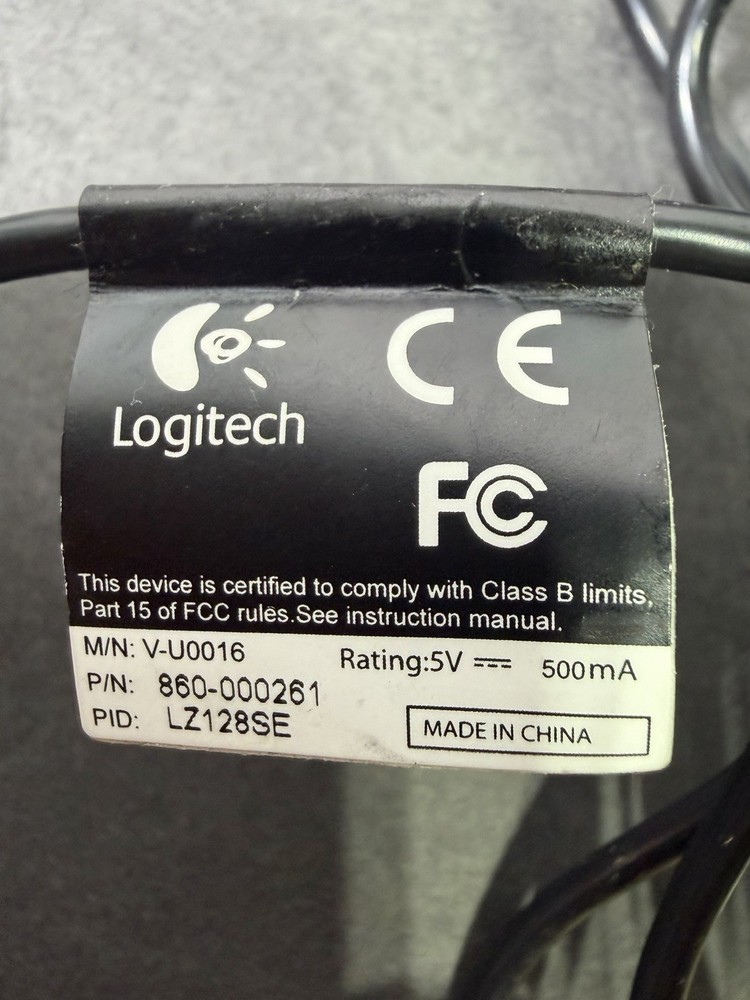 Logitech
CE
FC
This device is certified to comply with Class B limits,
Part 15 of FCC rules.See instruction manual.
M/N: V-U0016
Rating:5V ⎓ 500mA
P/N: 860-000261
PID: LZ128SE
MADE IN CHINA